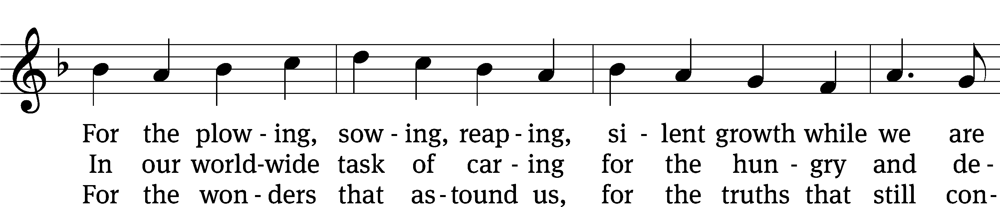 For the plow - ing, sow - ing, reap - ing, si - lent growth while we are
In our world-wide task of car - ing for the hun - gry and de -
For the won - ders that as - tound us, for the truths that still con -